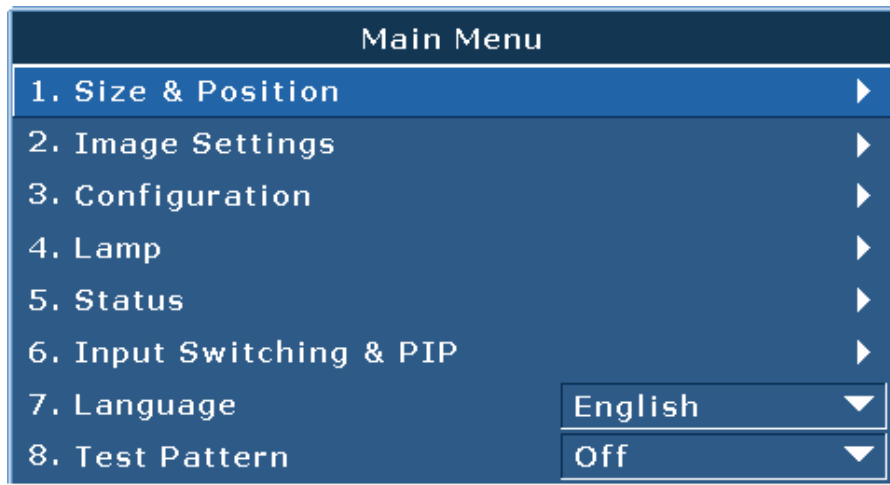 Main Menu
1. Size & Position
2. Image Settings
3. Configuration
4. Lamp
5. Status
6. Input Switching & PIP
7. Language English
8. Test Pattern Off